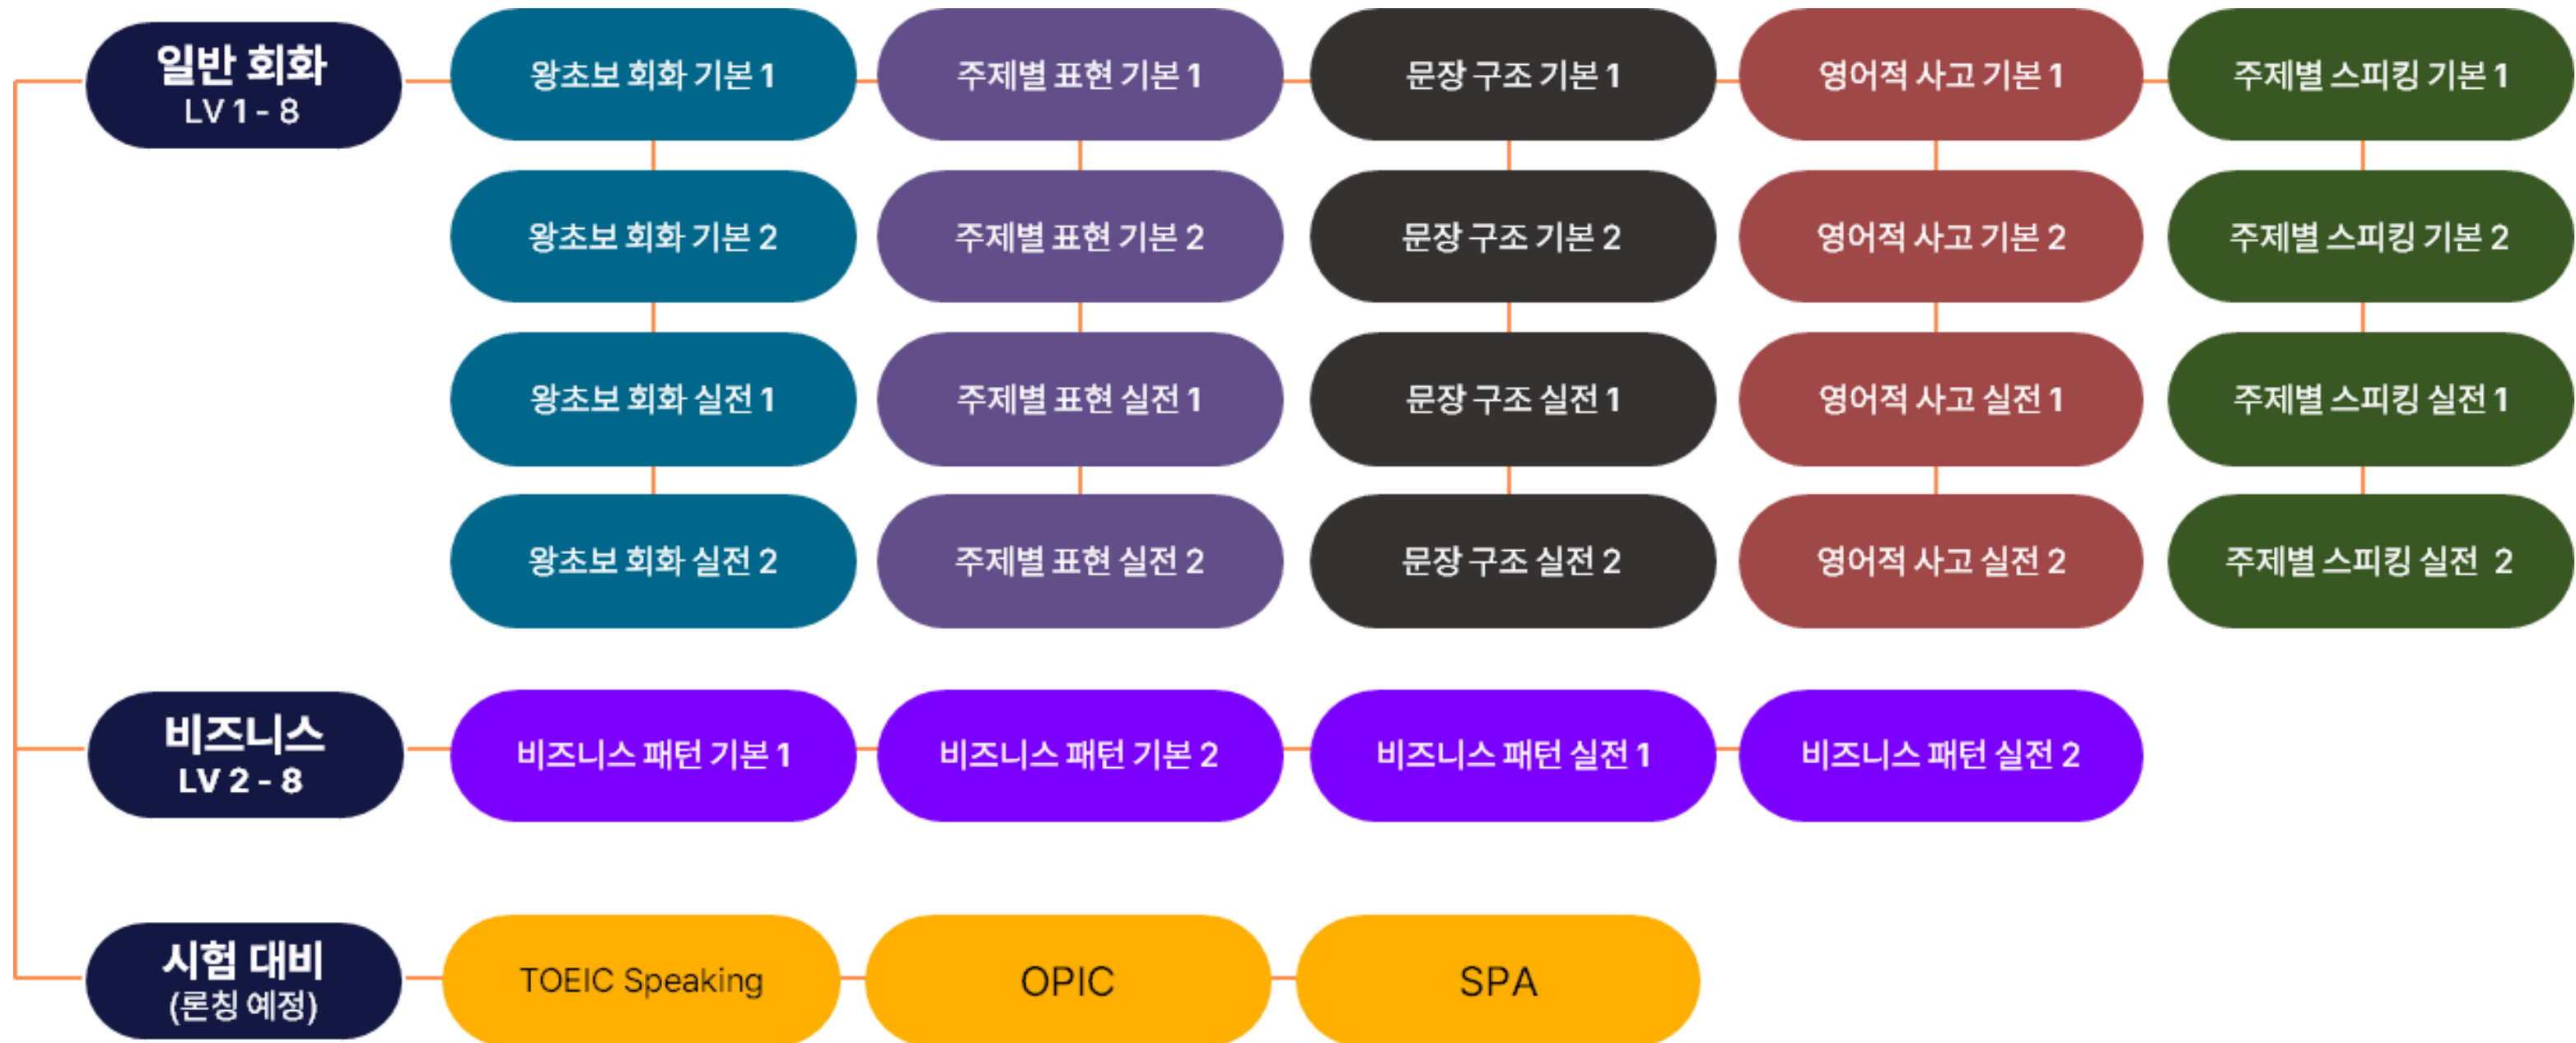 일반 회화
LV 1 - 8
왕초보 회화 기본 1
주제별 표현 기본 1
문장 구조 기본 1
영어적 사고 기본 1
주제별 스피킹 기본 1
왕초보 회화 기본 2
주제별 표현 기본 2
문장 구조 기본 2
영어적 사고 기본 2
주제별 스피킹 기본 2
왕초보 회화 실전 1
주제별 표현 실전 1
문장 구조 실전 1
영어적 사고 실전 1
주제별 스피킹 실전 1
왕초보 회화 실전 2
주제별 표현 실전 2
문장 구조 실전 2
영어적 사고 실전 2
주제별 스피킹 실전 2
비즈니스
LV 2 - 8
비즈니스 패턴 기본 1
비즈니스 패턴 기본 2
비즈니스 패턴 실전 1
비즈니스 패턴 실전 2
시험 대비
(론칭 예정)
TOEIC Speaking
OPIC
SPA